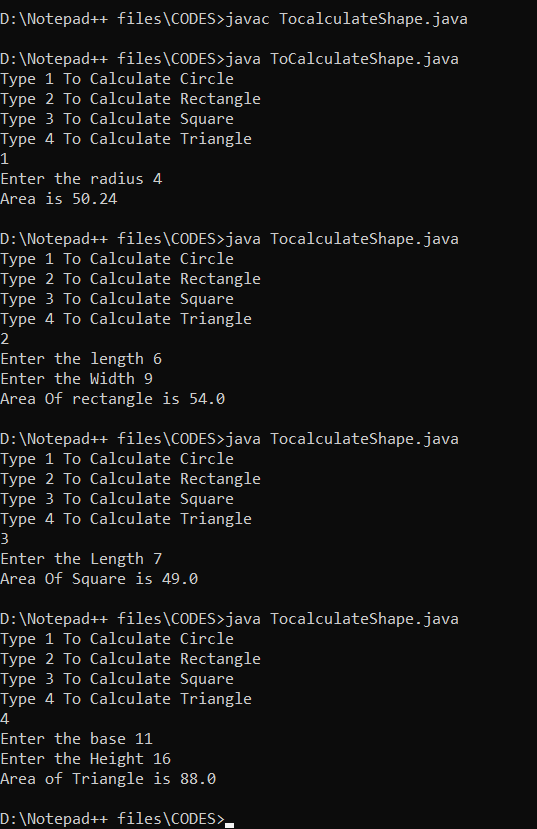 D:\Notepad++ files\CODES>javac TocalculateShape.java
D:\Notepad++ files\CODES>java ToCalculateShape.java
Type 1 To Calculate Circle
Type 2 To Calculate Rectangle
Type 3 To Calculate Square
Type 4 To Calculate Triangle
1
Enter the radius 4
Area is 50.24
D:\Notepad++ files\CODES>java TocalculateShape.java
Type 1 To Calculate Circle
Type 2 To Calculate Rectangle
Type 3 To Calculate Square
Type 4 To Calculate Triangle
2
Enter the length 6
Enter the Width 9
Area Of rectangle is 54.0
D:\Notepad++ files\CODES>java TocalculateShape.java
Type 1 To Calculate Circle
Type 2 To Calculate Rectangle
Type 3 To Calculate Square
Type 4 To Calculate Triangle
3
Enter the Length 7
Area Of Square is 49.0
D:\Notepad++ files\CODES>java TocalculateShape.java
Type 1 To Calculate Circle
Type 2 To Calculate Rectangle
Type 3 To Calculate Square
Type 4 To Calculate Triangle
4
Enter the base 11
Enter the Height 16
Area of Triangle is 88.0
D:\Notepad++ files\CODES>